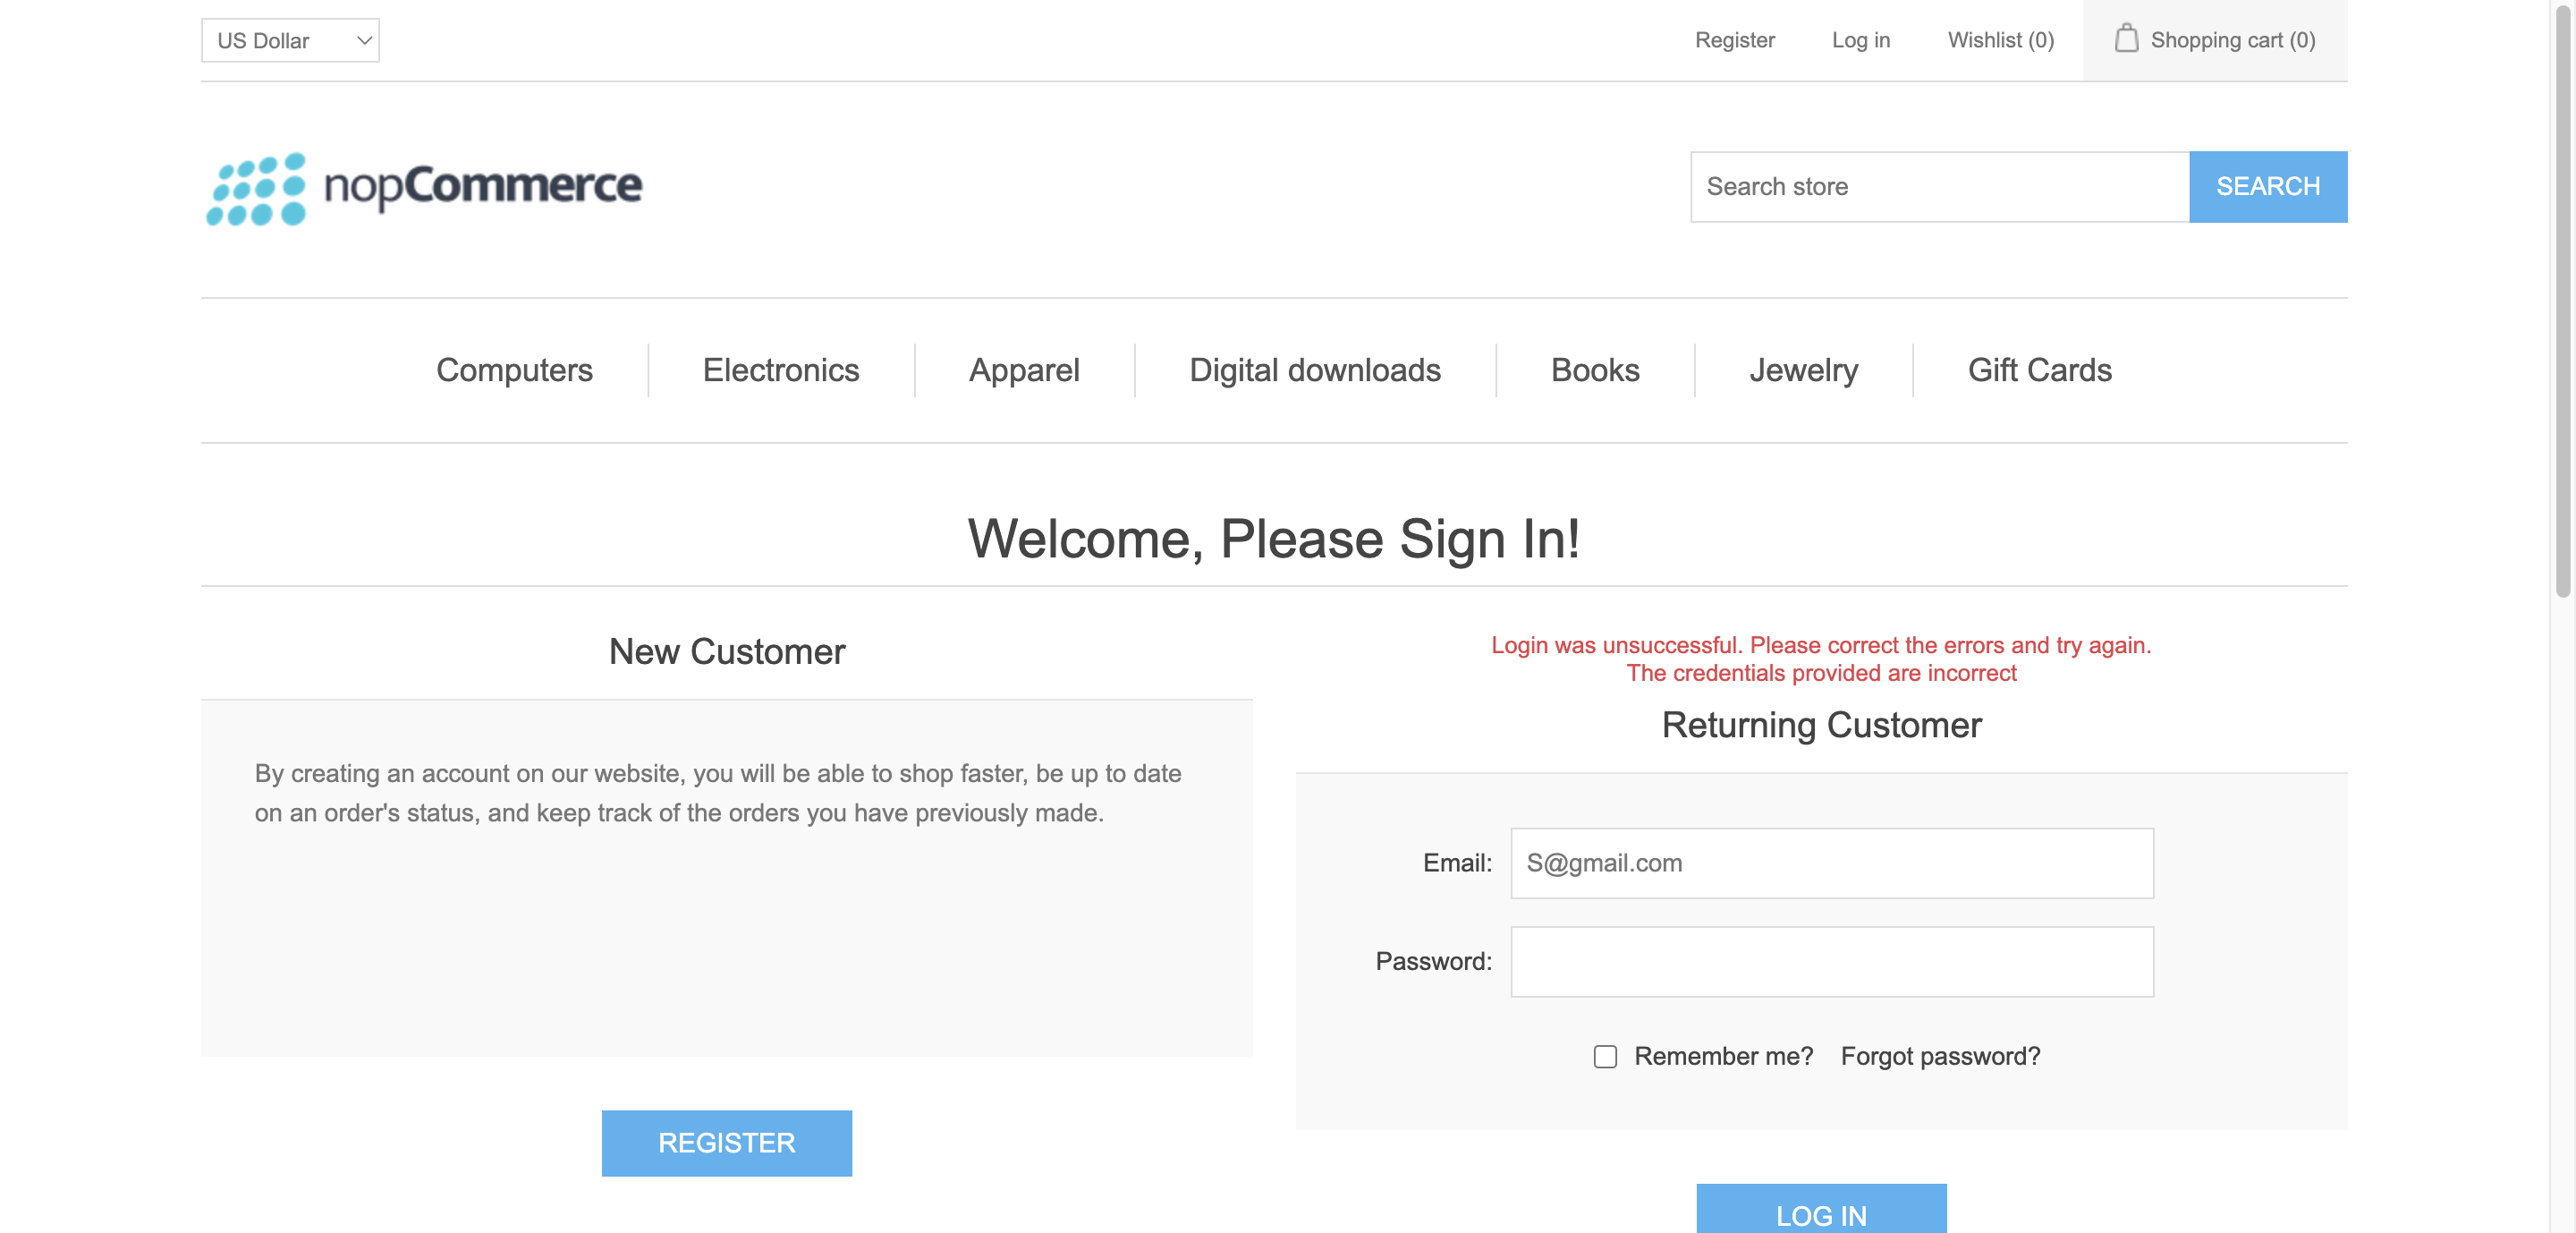 US Dollar
Register Log in Wishlist (0) Shopping cart (0)
nopCommerce
Search store SEARCH
Computers Electronics Apparel Digital downloads Books Jewelry Gift Cards
Welcome, Please Sign In!
New Customer
By creating an account on our website, you will be able to shop faster, be up to date
on an order's status, and keep track of the orders you have previously made.
REGISTER
Login was unsuccessful. Please correct the errors and try again.
The credentials provided are incorrect
Returning Customer
Email: S@gmail.com
Password:
Remember me? Forgot password?
LOG IN